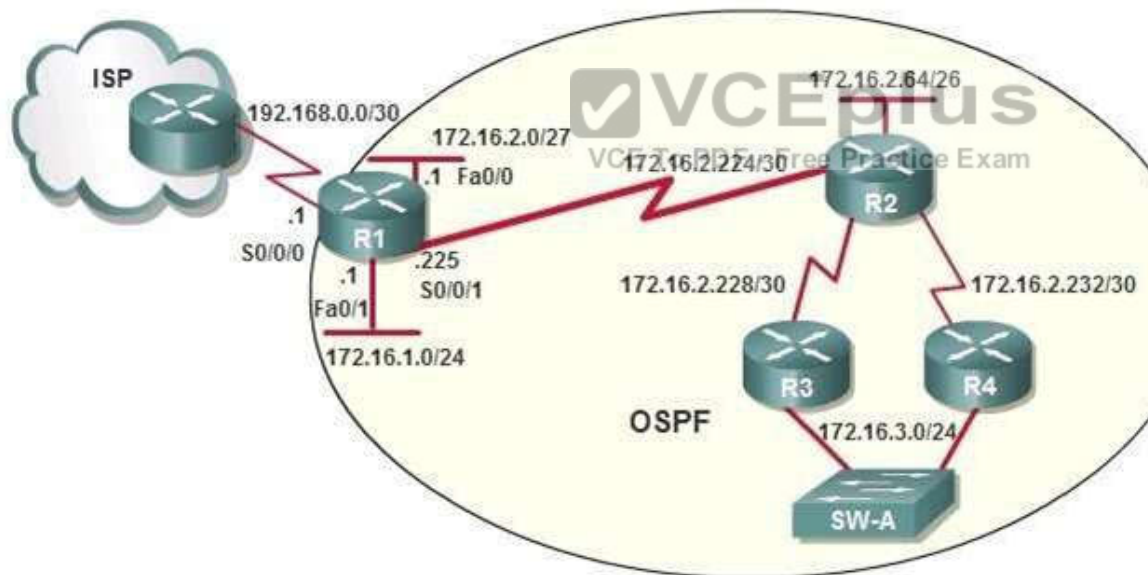 ISP
192.168.0.0/30
172.16.2.0/27
.1 Fa0/0
.1
S0/0/0
R1
.225
S0/0/1
.1
Fa0/1
172.16.1.0/24
VCEplus
VCE To PDF - Free Practice Exam
172.16.2.64/26
172.16.2.224/30
R2
172.16.2.228/30
172.16.2.232/30
R3
R4
OSPF
172.16.3.0/24
SW-A